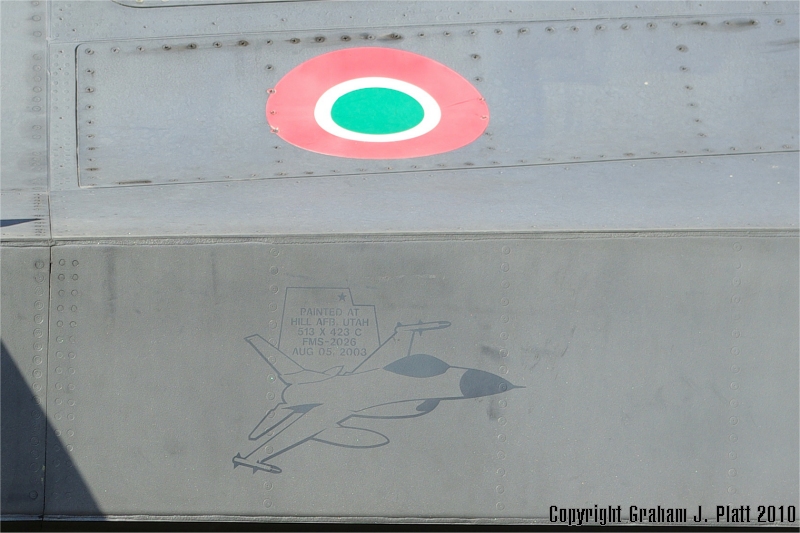 PAINTED AT
HILL AFB, UTAH
513 X 423 C
FMS-2026
AUG 05, 2003
Copyright Graham J. Platt 2010